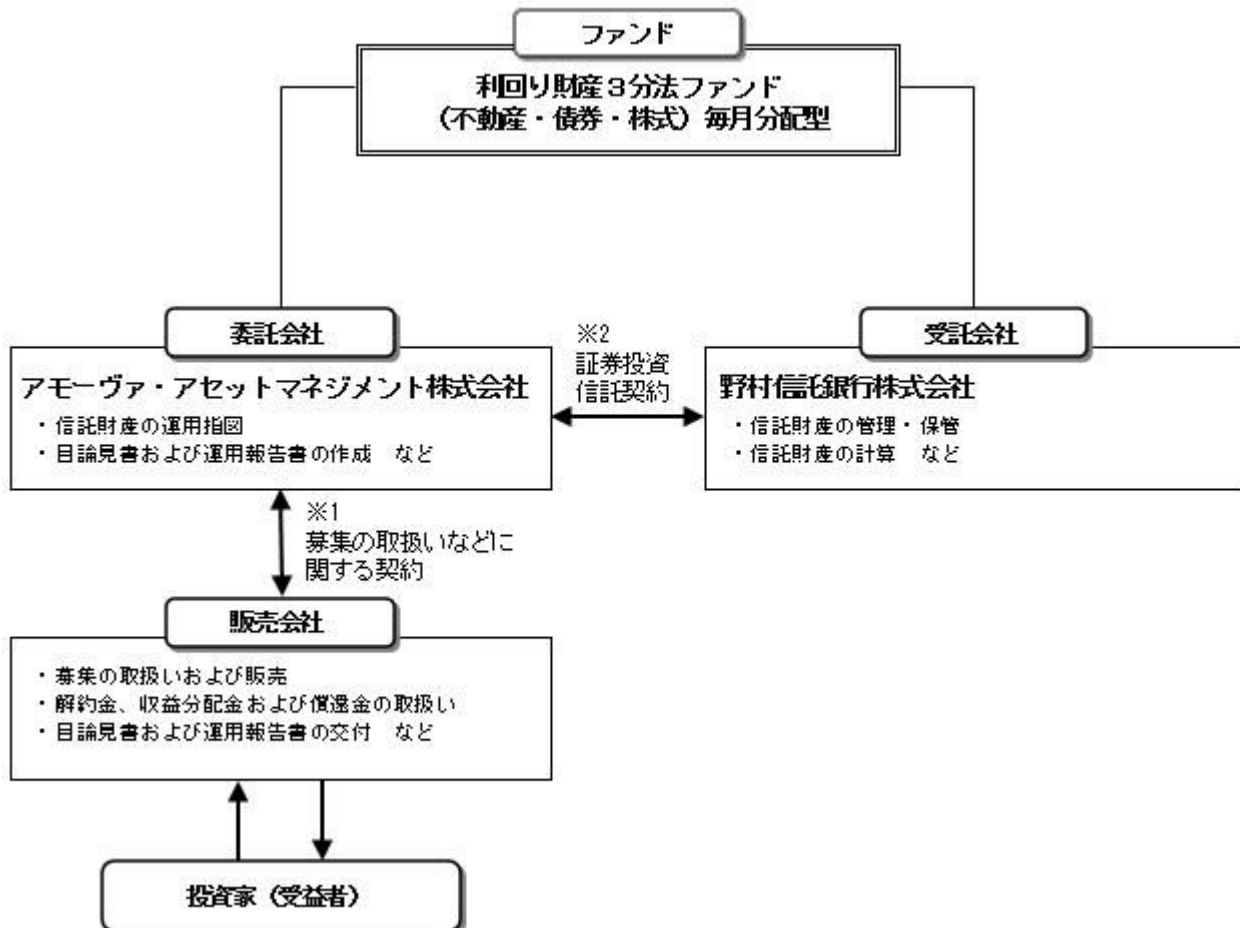 ファンド
利回り財産３分法ファンド
（不動産・債券・株式）毎月分配型
委託会社
アモーヴァ・アセットマネジメント株式会社
・信託財産の運用指図
・目論見書および運用報告書の作成　など
※2
証券投資
信託契約
受託会社
野村信託銀行株式会社
・信託財産の管理・保管
・信託財産の計算　など
※1
募集の取扱いなどに
関する契約
販売会社
・募集の取扱いおよび販売
・解約金、収益分配金および償還金の取扱い
・目論見書および運用報告書の交付　など
投資家（受益者）